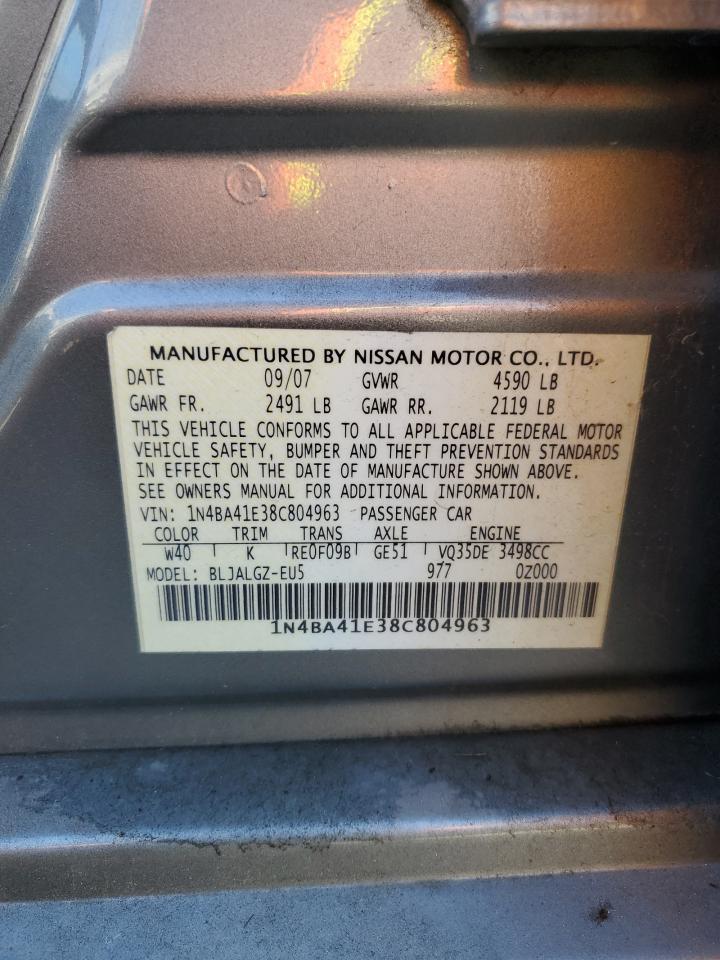 MANUFACTURED BY NISSAN MOTOR CO., LTD.
DATE 09/07 GVWR 4590 LB
GAWR FR. 2491 LB GAWR RR. 2119 LB
THIS VEHICLE CONFORMS TO ALL APPLICABLE FEDERAL MOTOR
VEHICLE SAFETY, BUMPER AND THEFT PREVENTION STANDARDS
IN EFFECT ON THE DATE OF MANUFACTURE SHOWN ABOVE.
SEE OWNERS MANUAL FOR ADDITIONAL INFORMATION.
VIN: 1N4BA41E38C804963 PASSENGER CAR
COLOR TRIM TRANS AXLE ENGINE
W40 K RE0F09B GE51 VQ35DE 3498CC
MODEL: BLJALGZ-EU5 977 0Z000
1N4BA41E38C804963